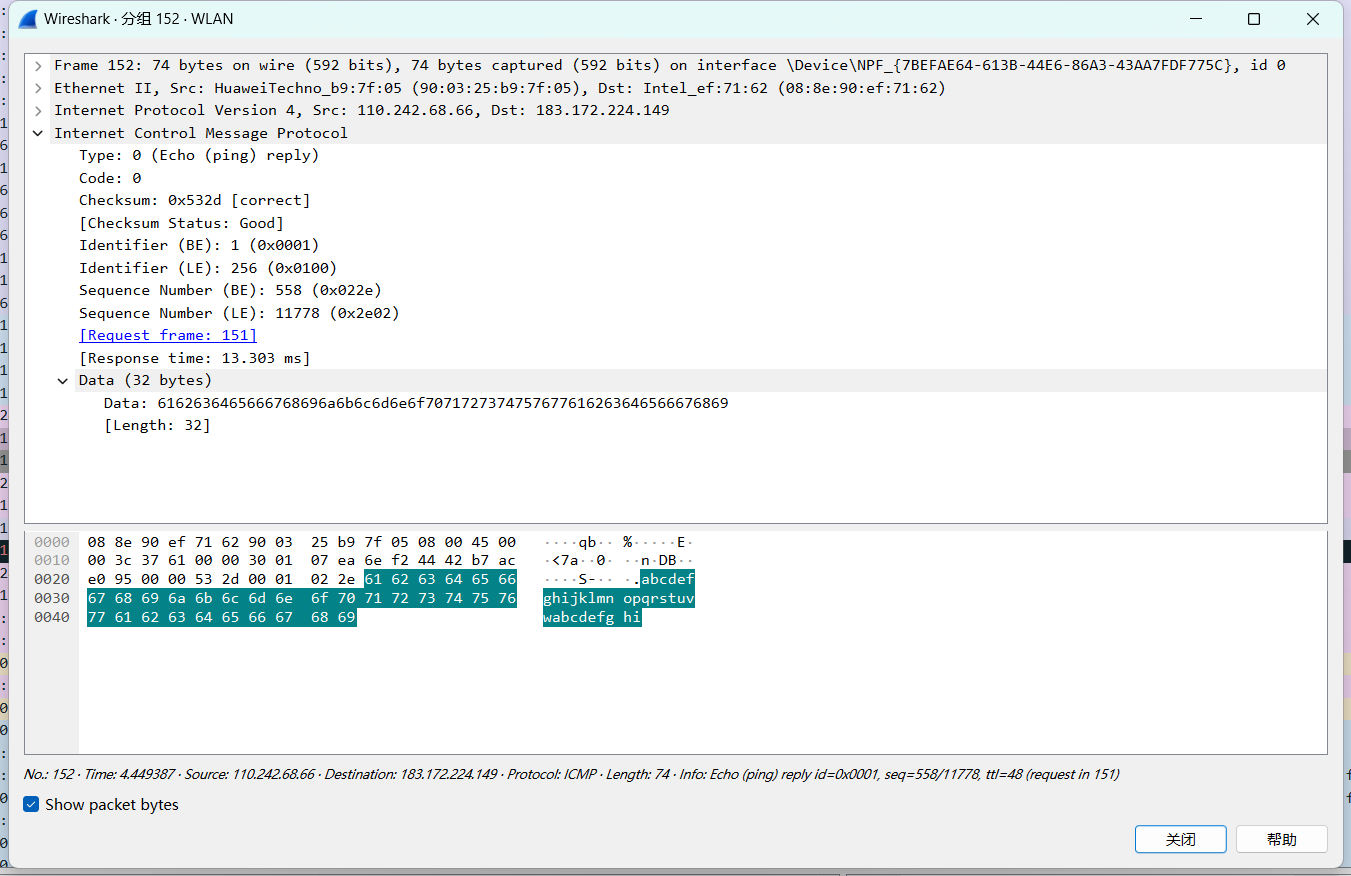 Wireshark · 分组 152 · WLAN
Frame 152: 74 bytes on wire (592 bits), 74 bytes captured (592 bits) on interface \Device\NPF_{7BEFAE64-613B-44E6-86A3-43AA7FDF775C}, id 0
Ethernet II, Src: HuaweiTechno_b9:7f:05 (90:03:25:b9:7f:05), Dst: Intel_ef:71:62 (08:8e:90:ef:71:62)
Internet Protocol Version 4, Src: 110.242.68.66, Dst: 183.172.224.149
Internet Control Message Protocol
Type: 0 (Echo (ping) reply)
Code: 0
Checksum: 0x532d [correct]
[Checksum Status: Good]
Identifier (BE): 1 (0x0001)
Identifier (LE): 256 (0x0100)
Sequence Number (BE): 558 (0x022e)
Sequence Number (LE): 11778 (0x2e02)
[Request frame: 151]
[Response time: 13.303 ms]
Data (32 bytes)
Data: 6162636465666768696a6b6c6d6e6f7071727374757677616263646566676869
[Length: 32]
0000 08 8e 90 ef 71 62 90 03 25 b9 7f 05 08 00 45 00 ····qb·· %·····E·
0010 00 3c 37 61 00 00 30 01 07 ea 6e f2 44 42 b7 ac ·<7a··0· ··n·DB··
0020 e0 95 00 00 53 2d 00 01 02 2e 61 62 63 64 65 66 ····S-·· ·.abcdef
0030 67 68 69 6a 6b 6c 6d 6e 6f 70 71 72 73 74 75 76 ghijklmn opqrstuv
0040 77 61 62 63 64 65 66 67 68 69 wabcdefg hi
No.: 152 · Time: 4.449387 · Source: 110.242.68.66 · Destination: 183.172.224.149 · Protocol: ICMP · Length: 74 · Info: Echo (ping) reply id=0x0001, seq=558/11778, ttl=48 (request in 151)
Show packet bytes
关闭 帮助